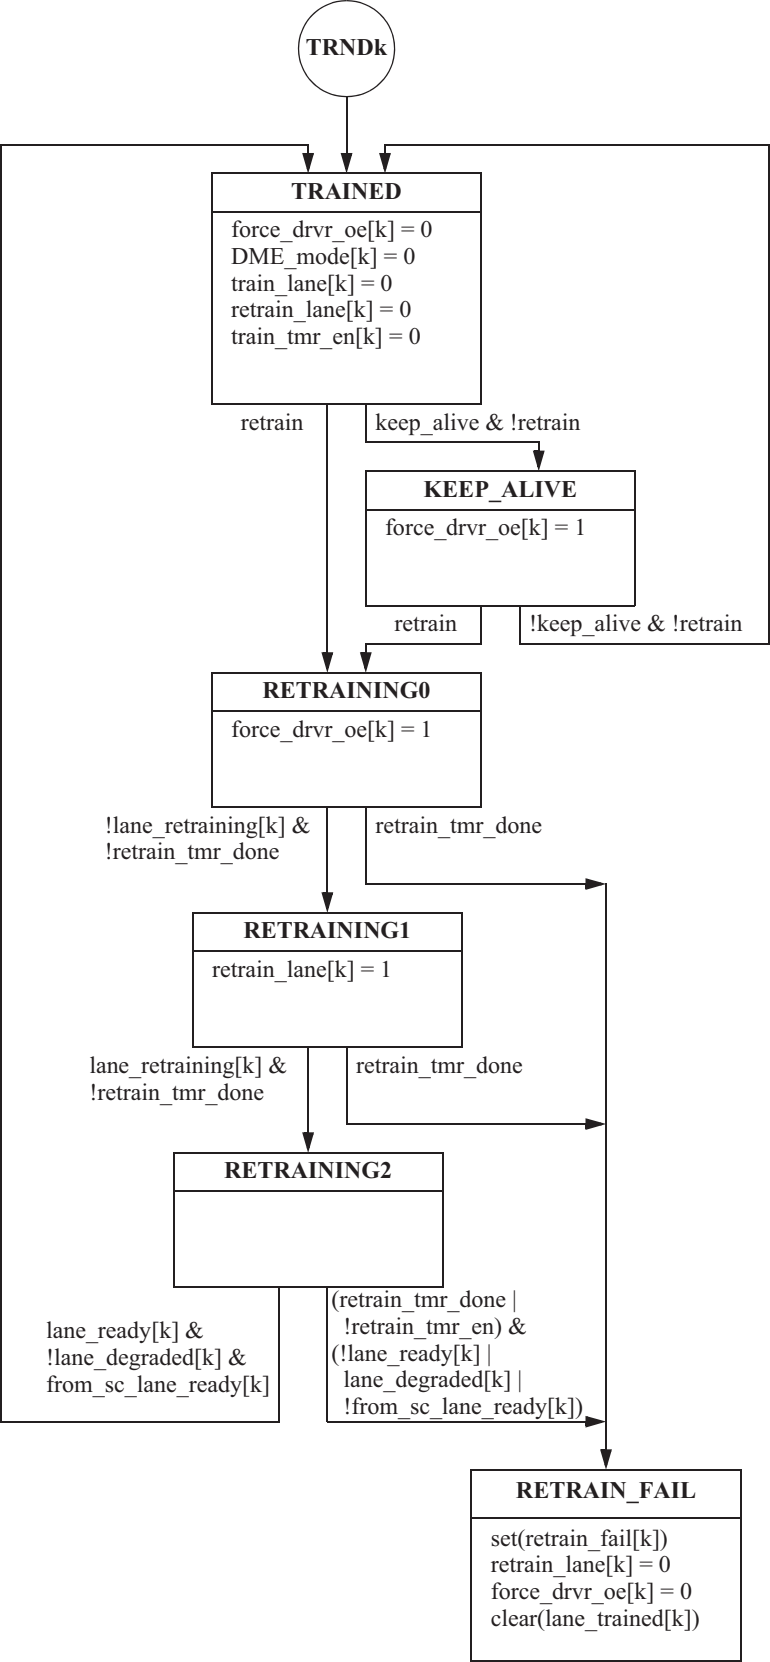 TRNDk
TRAINED
force_drvr_oe[k] = 0
DME_mode[k] = 0
train_lane[k] = 0
retrain_lane[k] = 0
train_tmr_en[k] = 0
retrain
keep_alive & !retrain
KEEP_ALIVE
force_drvr_oe[k] = 1
retrain
!keep_alive & !retrain
RETRAINING0
force_drvr_oe[k] = 1
!lane_retraining[k] &
!retrain_tmr_done
retrain_tmr_done
RETRAINING1
retrain_lane[k] = 1
lane_retraining[k] &
!retrain_tmr_done
retrain_tmr_done
RETRAINING2
lane_ready[k] &
!lane_degraded[k] &
from_sc_lane_ready[k]
(retrain_tmr_done |
!retrain_tmr_en) &
(!lane_ready[k] |
lane_degraded[k] |
!from_sc_lane_ready[k])
RETRAIN_FAIL
set(retrain_fail[k])
retrain_lane[k] = 0
force_drvr_oe[k] = 0
clear(lane_trained[k])